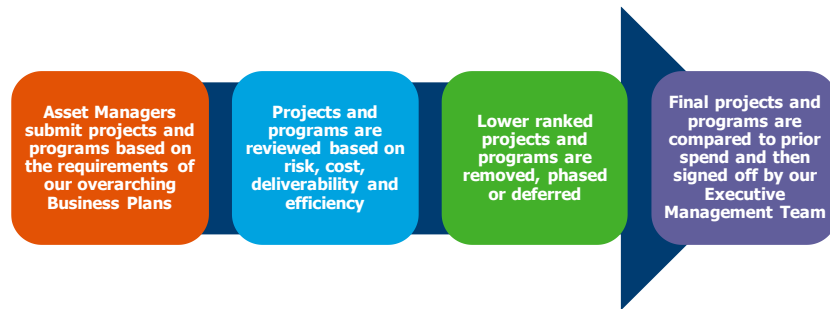 Asset Managers
submit projects and
programs based on
the requirements of
our overarching
Business Plans
Projects and
programs are
reviewed based on
risk, cost,
deliverability and
efficiency
Lower ranked
projects and
programs are
removed, phased
or deferred
Final projects and
programs are
compared to prior
spend and then
signed off by our
Executive
Management Team